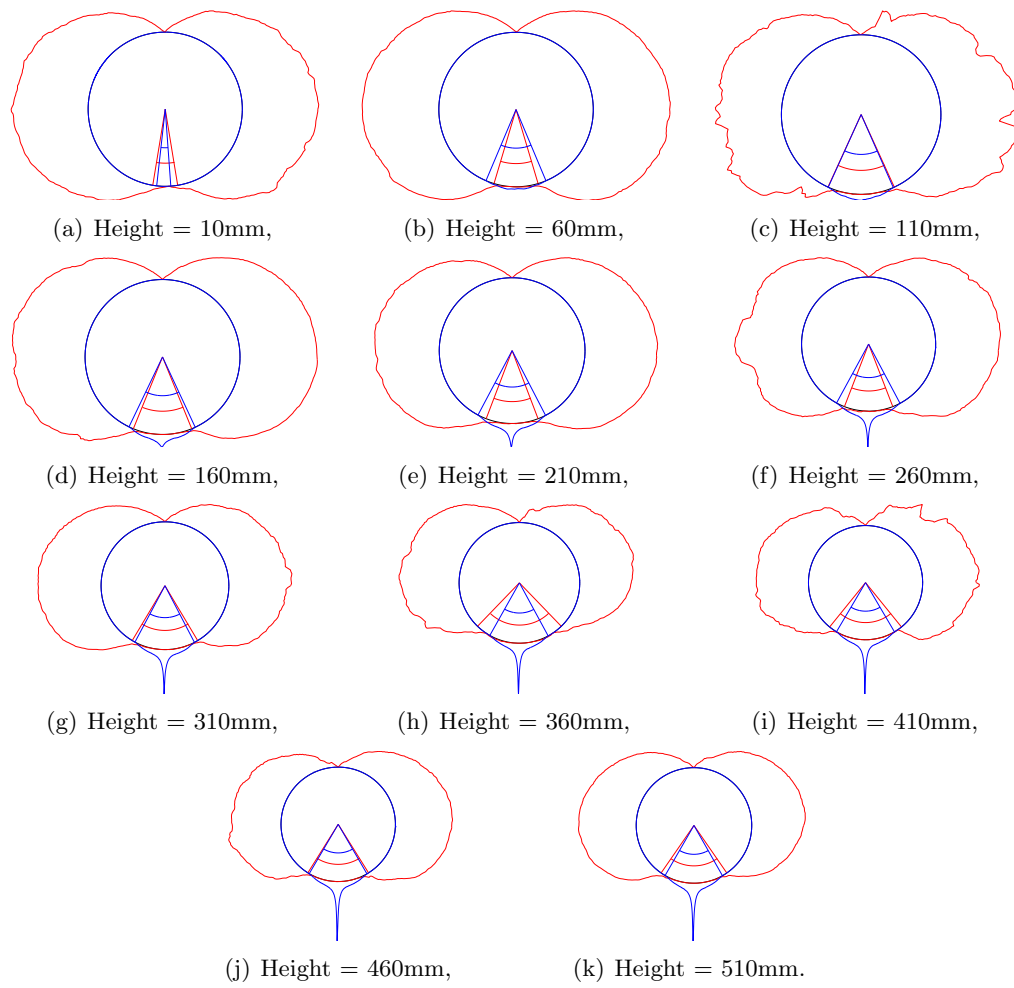 (a) Height = 10mm,
(b) Height = 60mm,
(c) Height = 110mm,
(d) Height = 160mm,
(e) Height = 210mm,
(f) Height = 260mm,
(g) Height = 310mm,
(h) Height = 360mm,
(i) Height = 410mm,
(j) Height = 460mm,
(k) Height = 510mm.